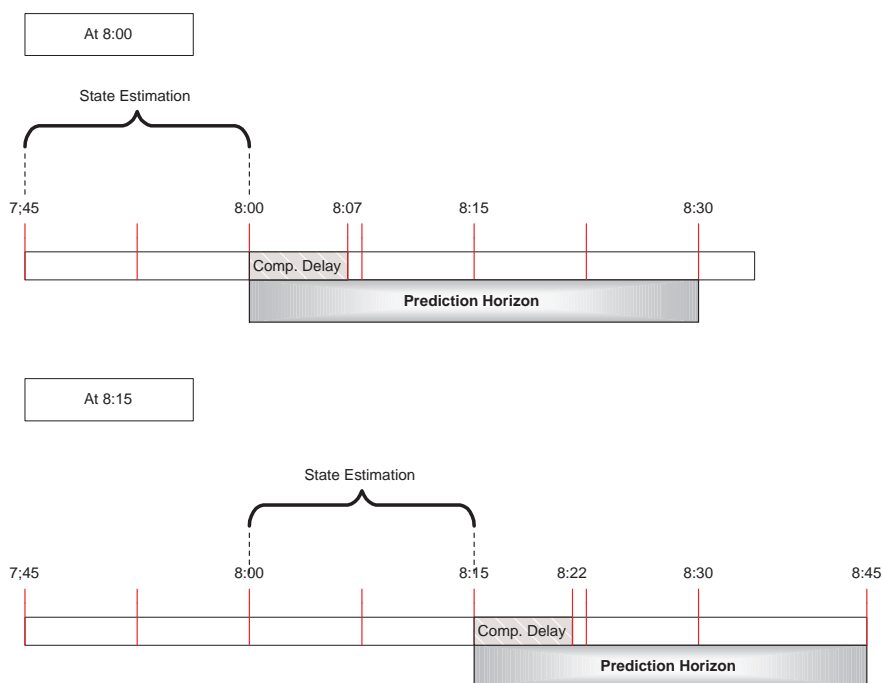 At 8:00
State Estimation
7;45 8:00 8:07 8:15 8:30
Comp. Delay
Prediction Horizon
At 8:15
State Estimation
7;45 8:00 8:15 8:22 8:30 8:45
Comp. Delay
Prediction Horizon